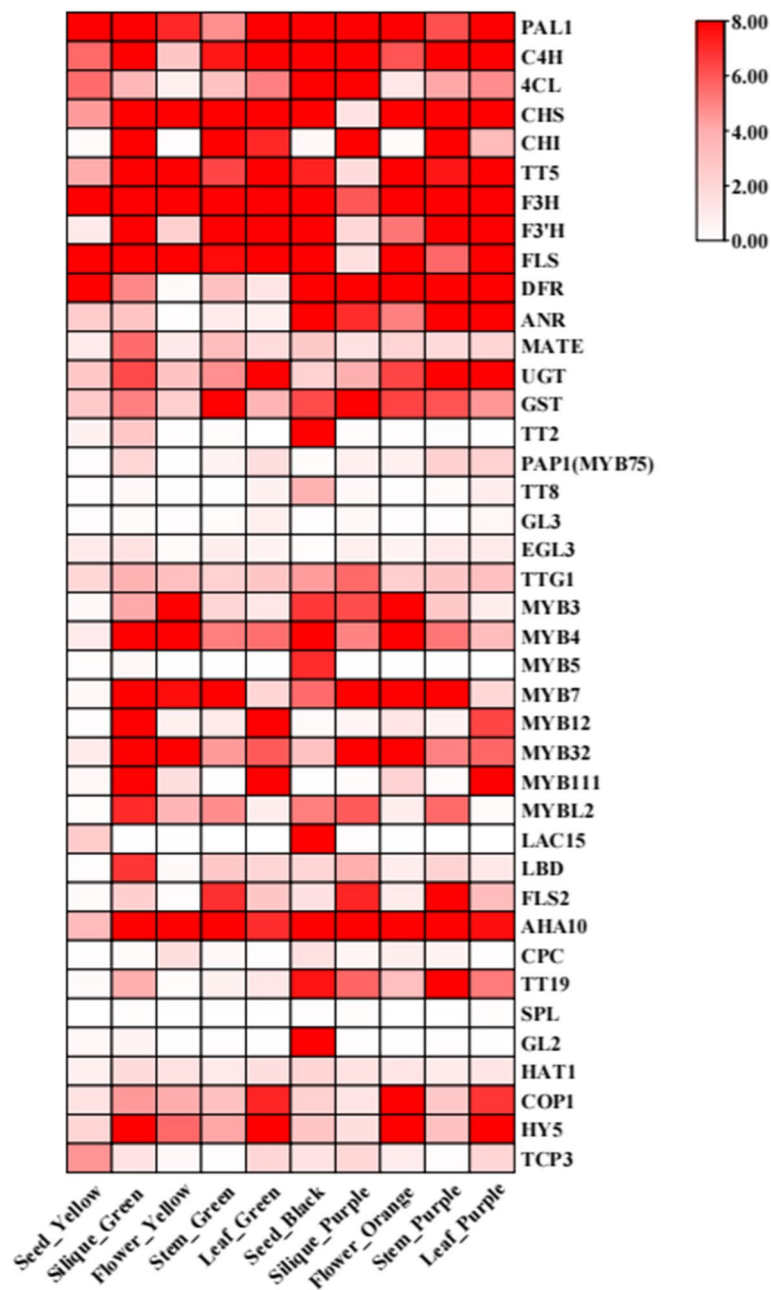 PAL1
C4H
4CL
CHS
CHI
TT5
F3H
F3'H
FLS
DFR
ANR
MATE
UGT
GST
TT2
PAP1(MYB75)
TT8
GL3
EGL3
TTG1
MYB3
MYB4
MYB5
MYB7
MYB12
MYB32
MYB111
MYBL2
LAC15
LBD
FLS2
AHA10
CPC
TT19
SPL
GL2
HAT1
COP1
HY5
TCP3
8.00
6.00
4.00
2.00
0.00
Seed_Yellow
Silique_Green
Flower_Yellow
Stem_Green
Leaf_Green
Seed_Black
Silique_Purple
Flower_Orange
Stem_Purple
Leaf_Purple